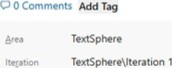 0 Comments Add Tag
Area TextSphere
Iteration TextSphere\Iteration 1